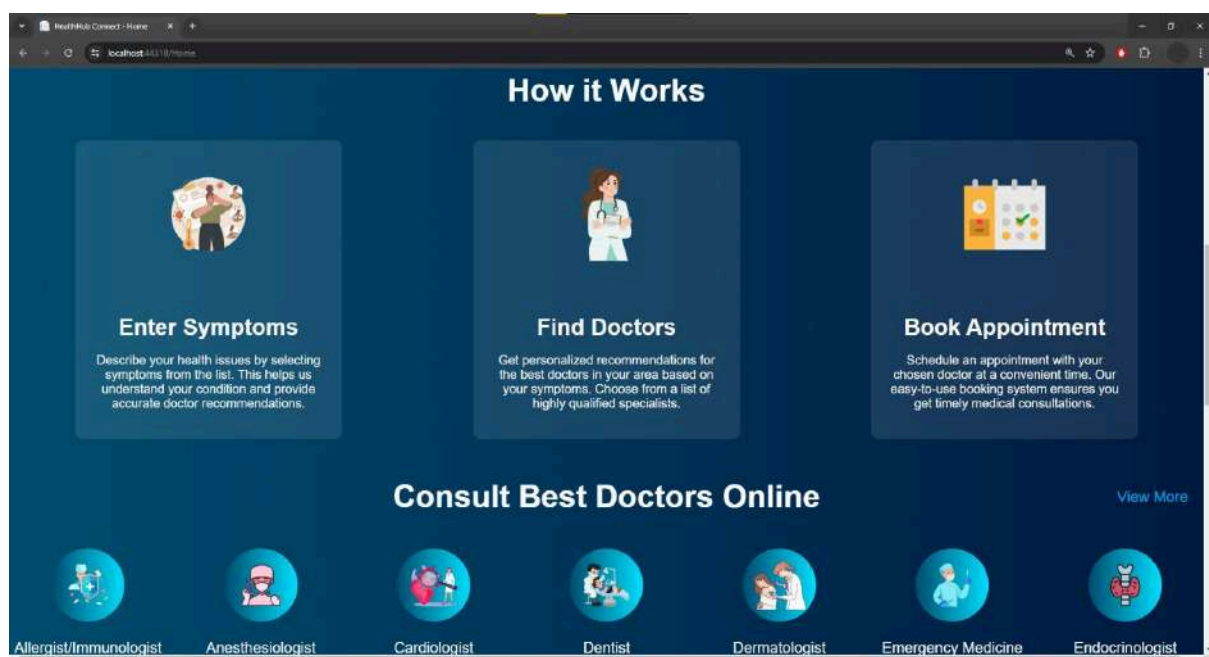 HealthHub Connect - Home
localhost:44318/Home
How it Works
Enter Symptoms
Describe your health issues by selecting
symptoms from the list. This helps us
understand your condition and provide
accurate doctor recommendations.
Find Doctors
Get personalized recommendations for
the best doctors in your area based on
your symptoms. Choose from a list of
highly qualified specialists.
Book Appointment
Schedule an appointment with your
chosen doctor at a convenient time. Our
easy-to-use booking system ensures you
get timely medical consultations.
Consult Best Doctors Online
View More
Allergist/Immunologist
Anesthesiologist
Cardiologist
Dentist
Dermatologist
Emergency Medicine
Endocrinologist